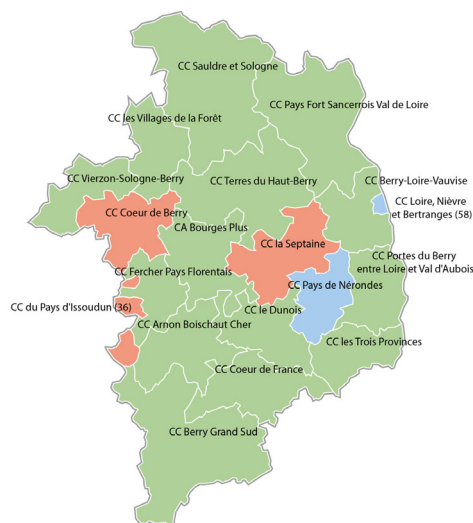 CC Sauldre et Sologne
CC Pays Fort Sancerrois Val de Loire
CC les Villages de la Forêt
CC Vierzon-Sologne-Berry
CC Terres du Haut-Berry
CC Berry-Loire-Vauvise
CC Loire, Nièvre
et Bertranges (58)
CC Coeur de Berry
CA Bourges Plus
CC la Septaine
CC Portes du Berry
entre Loire et Val d'Aubois
CC Fercher Pays Florentais
CC Pays de Nérondes
CC du Pays d'Issoudun (36)
CC le Dunois
CC Arnon Boischaut Cher
CC les Trois Provinces
CC Coeur de France
CC Berry Grand Sud